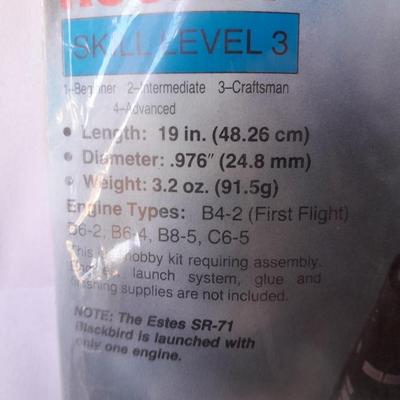 SKILL LEVEL 3
1–Beginner 2–Intermediate 3–Craftsman
4–Advanced
• Length: 19 in. (48.26 cm)
• Diameter: .976" (24.8 mm)
• Weight: 3.2 oz. (91.5g)
Engine Types: B4-2 (First Flight)
B6-2, B6-4, B8-5, C6-5
This is a hobby kit requiring assembly.
Engines, launch system, glue and
finishing supplies are not included.
NOTE: The Estes SR-71
Blackbird is launched with
only one engine.